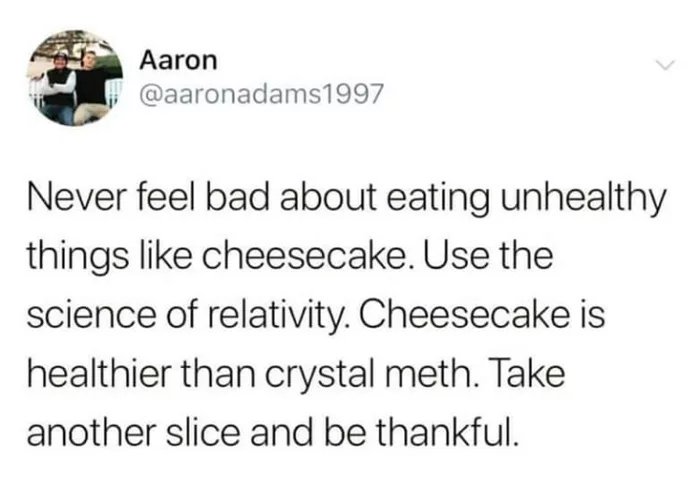 Aaron
@aaronadams1997
Never feel bad about eating unhealthy
things like cheesecake. Use the
science of relativity. Cheesecake is
healthier than crystal meth. Take
another slice and be thankful.